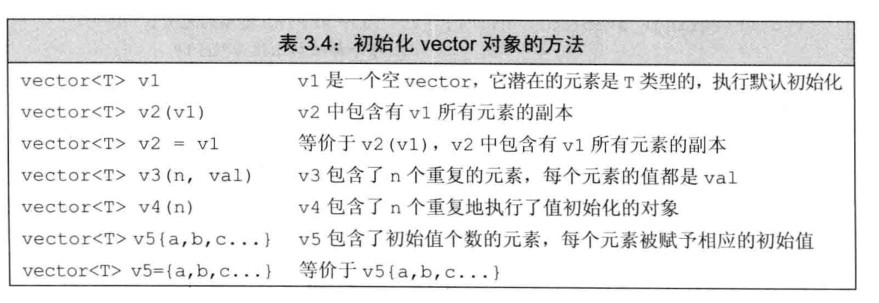 表 3.4：初始化 vector 对象的方法
vector<T> v1 v1 是一个空 vector，它潜在的元素是 T 类型的，执行默认初始化
vector<T> v2(v1) v2 中包含有 v1 所有元素的副本
vector<T> v2 = v1 等价于 v2(v1)，v2 中包含有 v1 所有元素的副本
vector<T> v3(n, val) v3 包含了 n 个重复的元素，每个元素的值都是 val
vector<T> v4(n) v4 包含了 n 个重复地执行了值初始化的对象
vector<T> v5{a,b,c...} v5 包含了初始值个数的元素，每个元素被赋予相应的初始值
vector<T> v5={a,b,c...} 等价于 v5{a,b,c...}